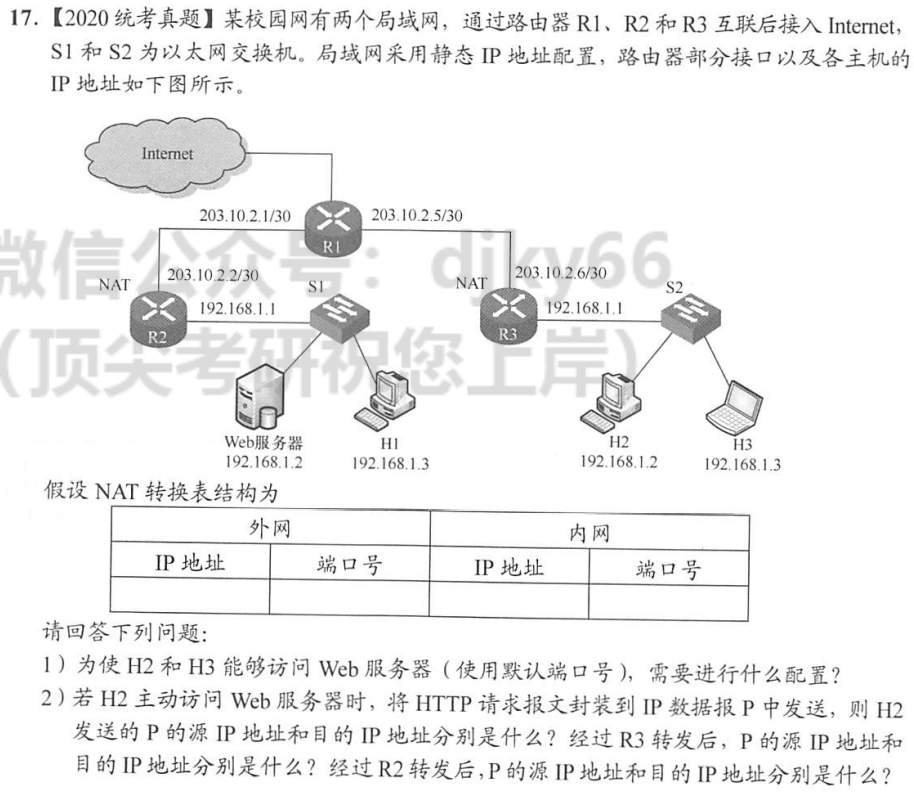 17.【2020 统考真题】某校园网有两个局域网，通过路由器 R1、R2 和 R3 互联后接入 Internet，
S1 和 S2 为以太网交换机。局域网采用静态 IP 地址配置，路由器部分接口以及各主机的
IP 地址如下图所示。
Internet
203.10.2.1/30
203.10.2.5/30
R1
微信公众号：djky66
NAT
203.10.2.2/30
S1
NAT
203.10.2.6/30
S2
192.168.1.1
192.168.1.1
R2
R3
（顶尖考研祝您上岸）
Web服务器
H1
H2
H3
192.168.1.2
192.168.1.3
192.168.1.2
192.168.1.3
假设 NAT 转换表结构为
外网
内网
IP 地址
端口号
IP 地址
端口号
请回答下列问题：
1）为使 H2 和 H3 能够访问 Web 服务器（使用默认端口号），需要进行什么配置？
2）若 H2 主动访问 Web 服务器时，将 HTTP 请求报文封装到 IP 数据报 P 中发送，则 H2
发送的 P 的源 IP 地址和目的 IP 地址分别是什么？经过 R3 转发后，P 的源 IP 地址和
目的 IP 地址分别是什么？经过 R2 转发后，P 的源 IP 地址和目的 IP 地址分别是什么？